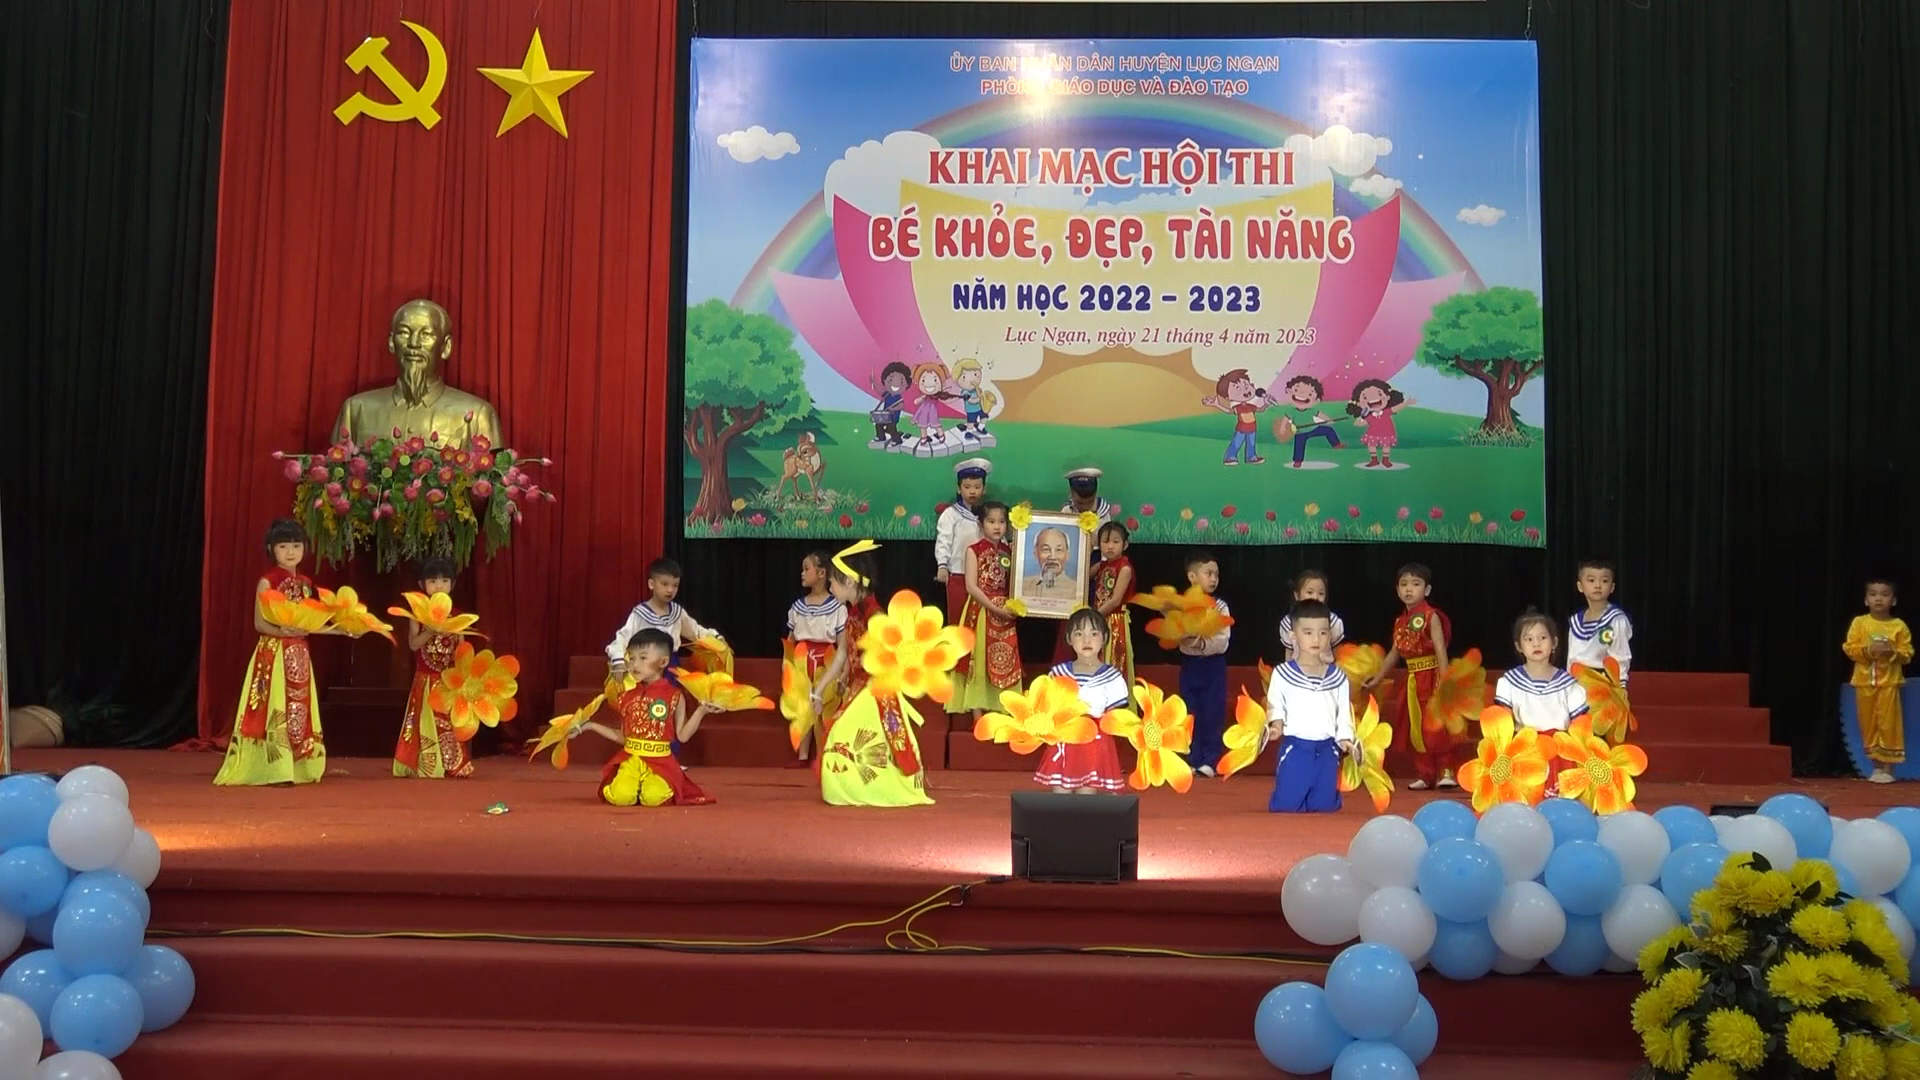 ỦY BAN NHÂN DÂN HUYỆN LỤC NGẠN
PHÒNG GIÁO DỤC VÀ ĐÀO TẠO
KHAI MẠC HỘI THI
BÉ KHỎE, ĐẸP, TÀI NĂNG
NĂM HỌC 2022 - 2023
Lục Ngạn, ngày 21 tháng 4 năm 2023